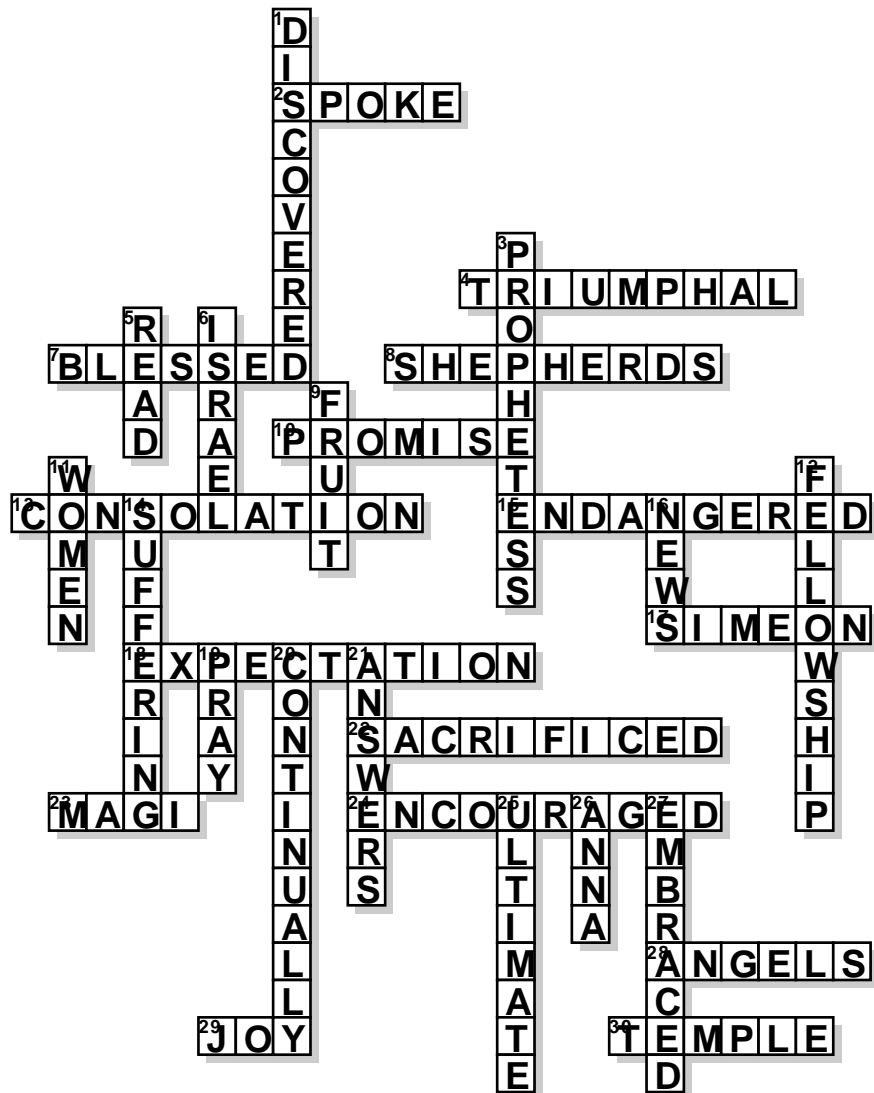 1 DISCOVERED
2 SPOKE
3 PROPHETESS
4 TRIUMPHAL
5 READ
6 ISRAEL
7 BLESSED
8 SHEPHERDS
9 FRUIT
10 PROMISE
11 WOMEN
12 FELLOWSHIP
13 CONSOLATION
14 SUFFERING
15 ENDANGERED
16 NEWS
17 SIMEON
18 EXPECTATION
19 PRAY
20 CONTINUALLY
21 ANSWERS
22 SACRIFICED
23 MAGI
24 ENCOURAGED
25 ULTIMATE
26 ANNA
27 EMBRACED
28 ANGELS
29 JOY
30 TEMPLE